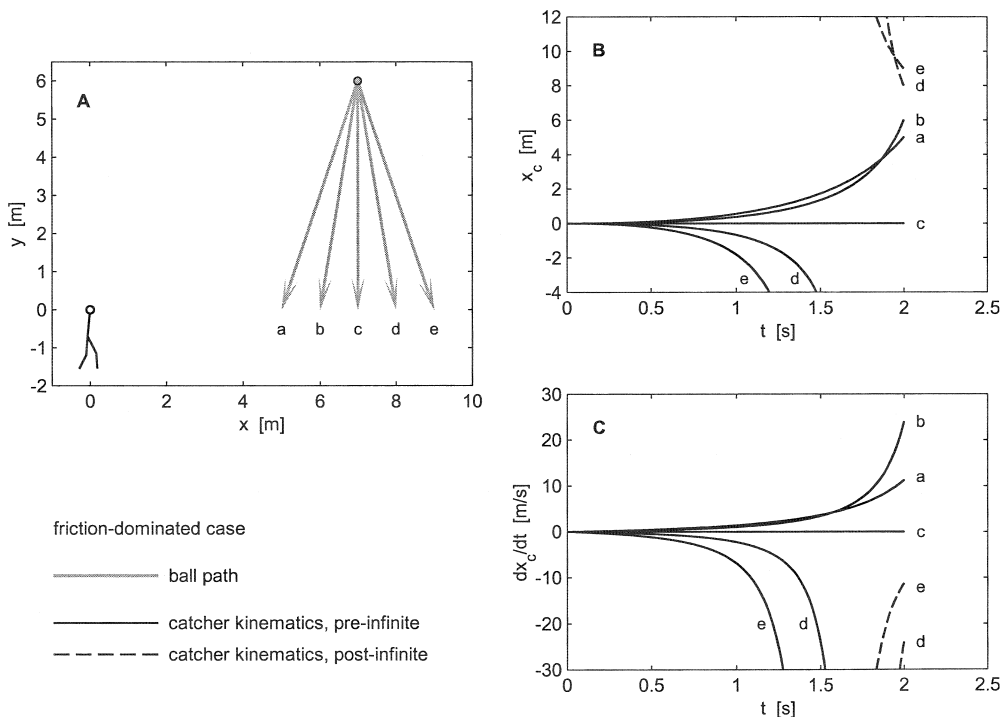 A
6
5
4
3
2
1
0
-1
-2
y [m]
a b c d e
0 2 4 6 8 10
x [m]
friction-dominated case
ball path
catcher kinematics, pre-infinite
catcher kinematics, post-infinite
B
12
10
8
6
4
2
0
-2
-4
x_c [m]
e
d
b
a
c
e d
0 0.5 1 1.5 2 2.5
t [s]
C
30
20
10
0
-10
-20
-30
dx_c/dt [m/s]
b
a
c
e
e d
d
0 0.5 1 1.5 2 2.5
t [s]